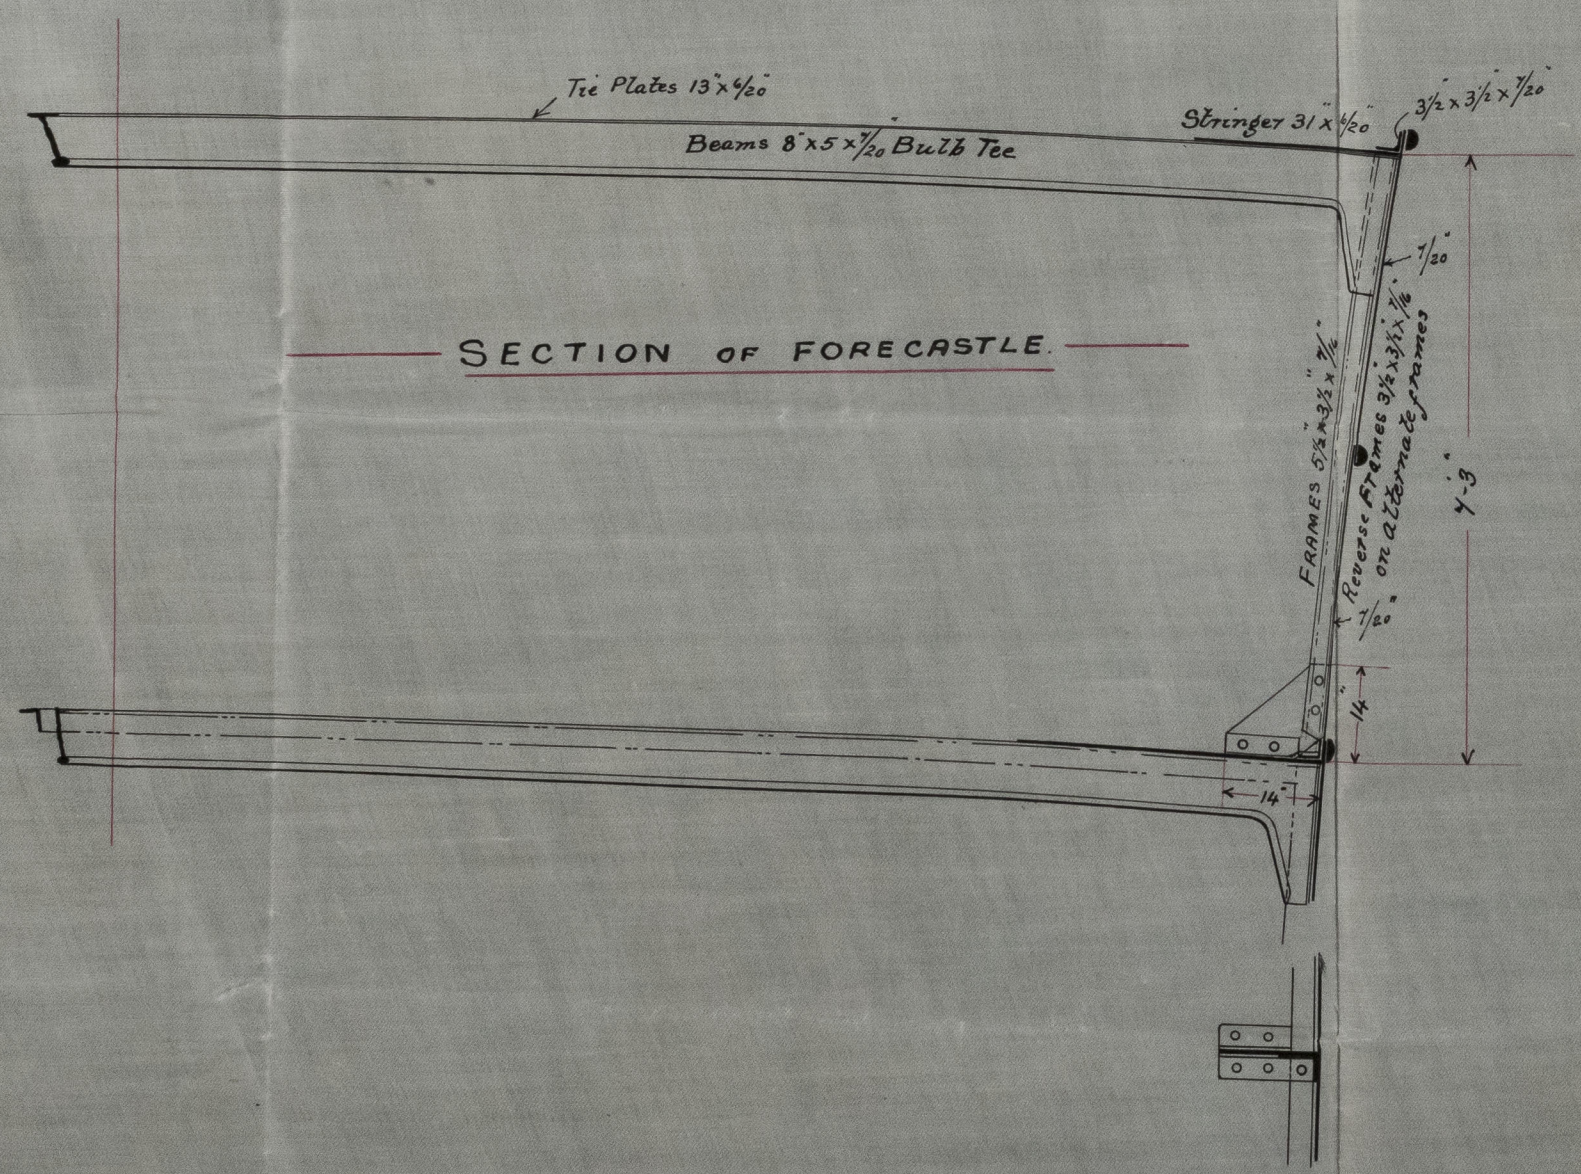 Tie Plates 13"x 6/20"
Beams 8"x5 x 7/20" Bulb Tee
Stringer 31" x 6/20"
3½" x 3½" x 7/20"
7/20"
SECTION OF FORECASTLE.
FRAMES 5½" x 3½" x 7/16"
Reverse Frames 3½" x 3½" x 7/16"
on alternate frames
7'-3"
7/20"
14"
14"